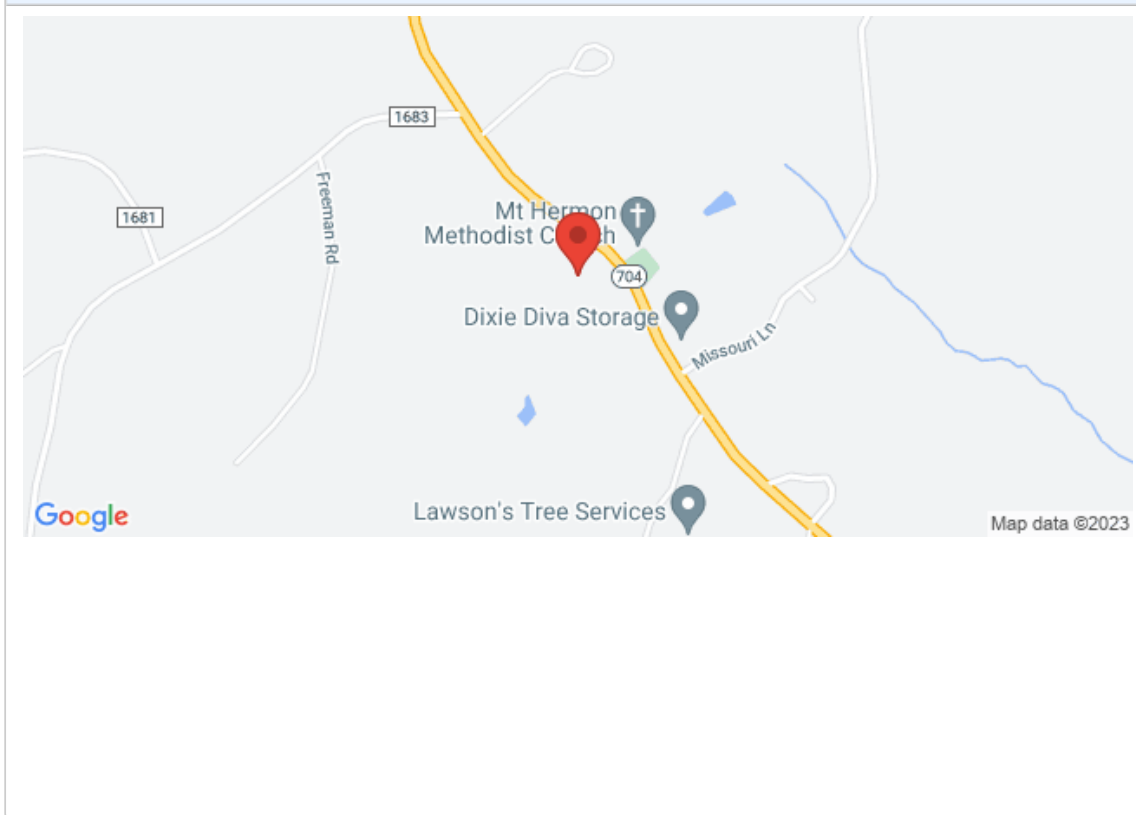 1683
1681
Freeman Rd
Mt Hermon
Methodist C ch
704
Dixie Diva Storage
Missouri Ln
Lawson's Tree Services
Google
Map data ©2023